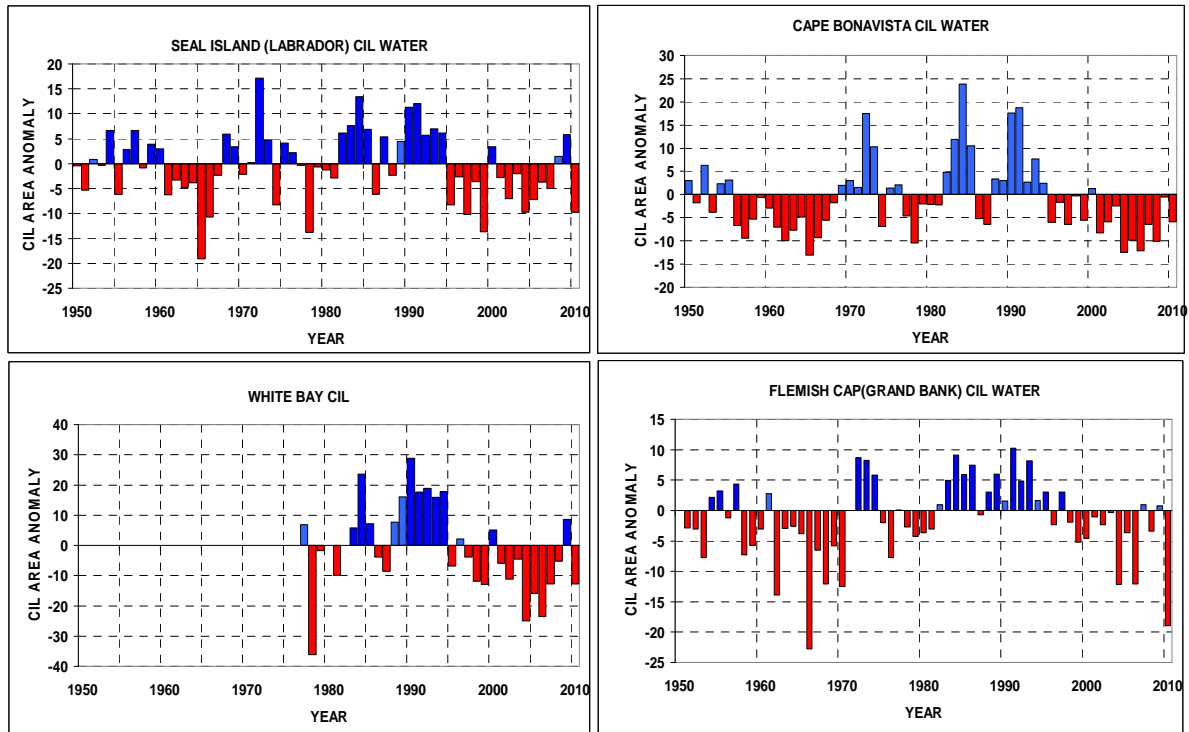 SEAL ISLAND (LABRADOR) CIL WATER
CIL AREA ANOMALY
20
15
10
5
0
-5
-10
-15
-20
-25
1950 1960 1970 1980 1990 2000 2010
YEAR
CAPE BONAVISTA CIL WATER
CIL AREA ANOMALY
30
25
20
15
10
5
0
-5
-10
-15
-20
1950 1960 1970 1980 1990 2000 2010
YEAR
WHITE BAY CIL
CIL AREA ANOMALY
40
30
20
10
0
-10
-20
-30
-40
1950 1960 1970 1980 1990 2000 2010
YEAR
FLEMISH CAP(GRAND BANK) CIL WATER
CIL AREA ANOMALY
15
10
5
0
-5
-10
-15
-20
-25
1950 1960 1970 1980 1990 2000 2010
YEAR